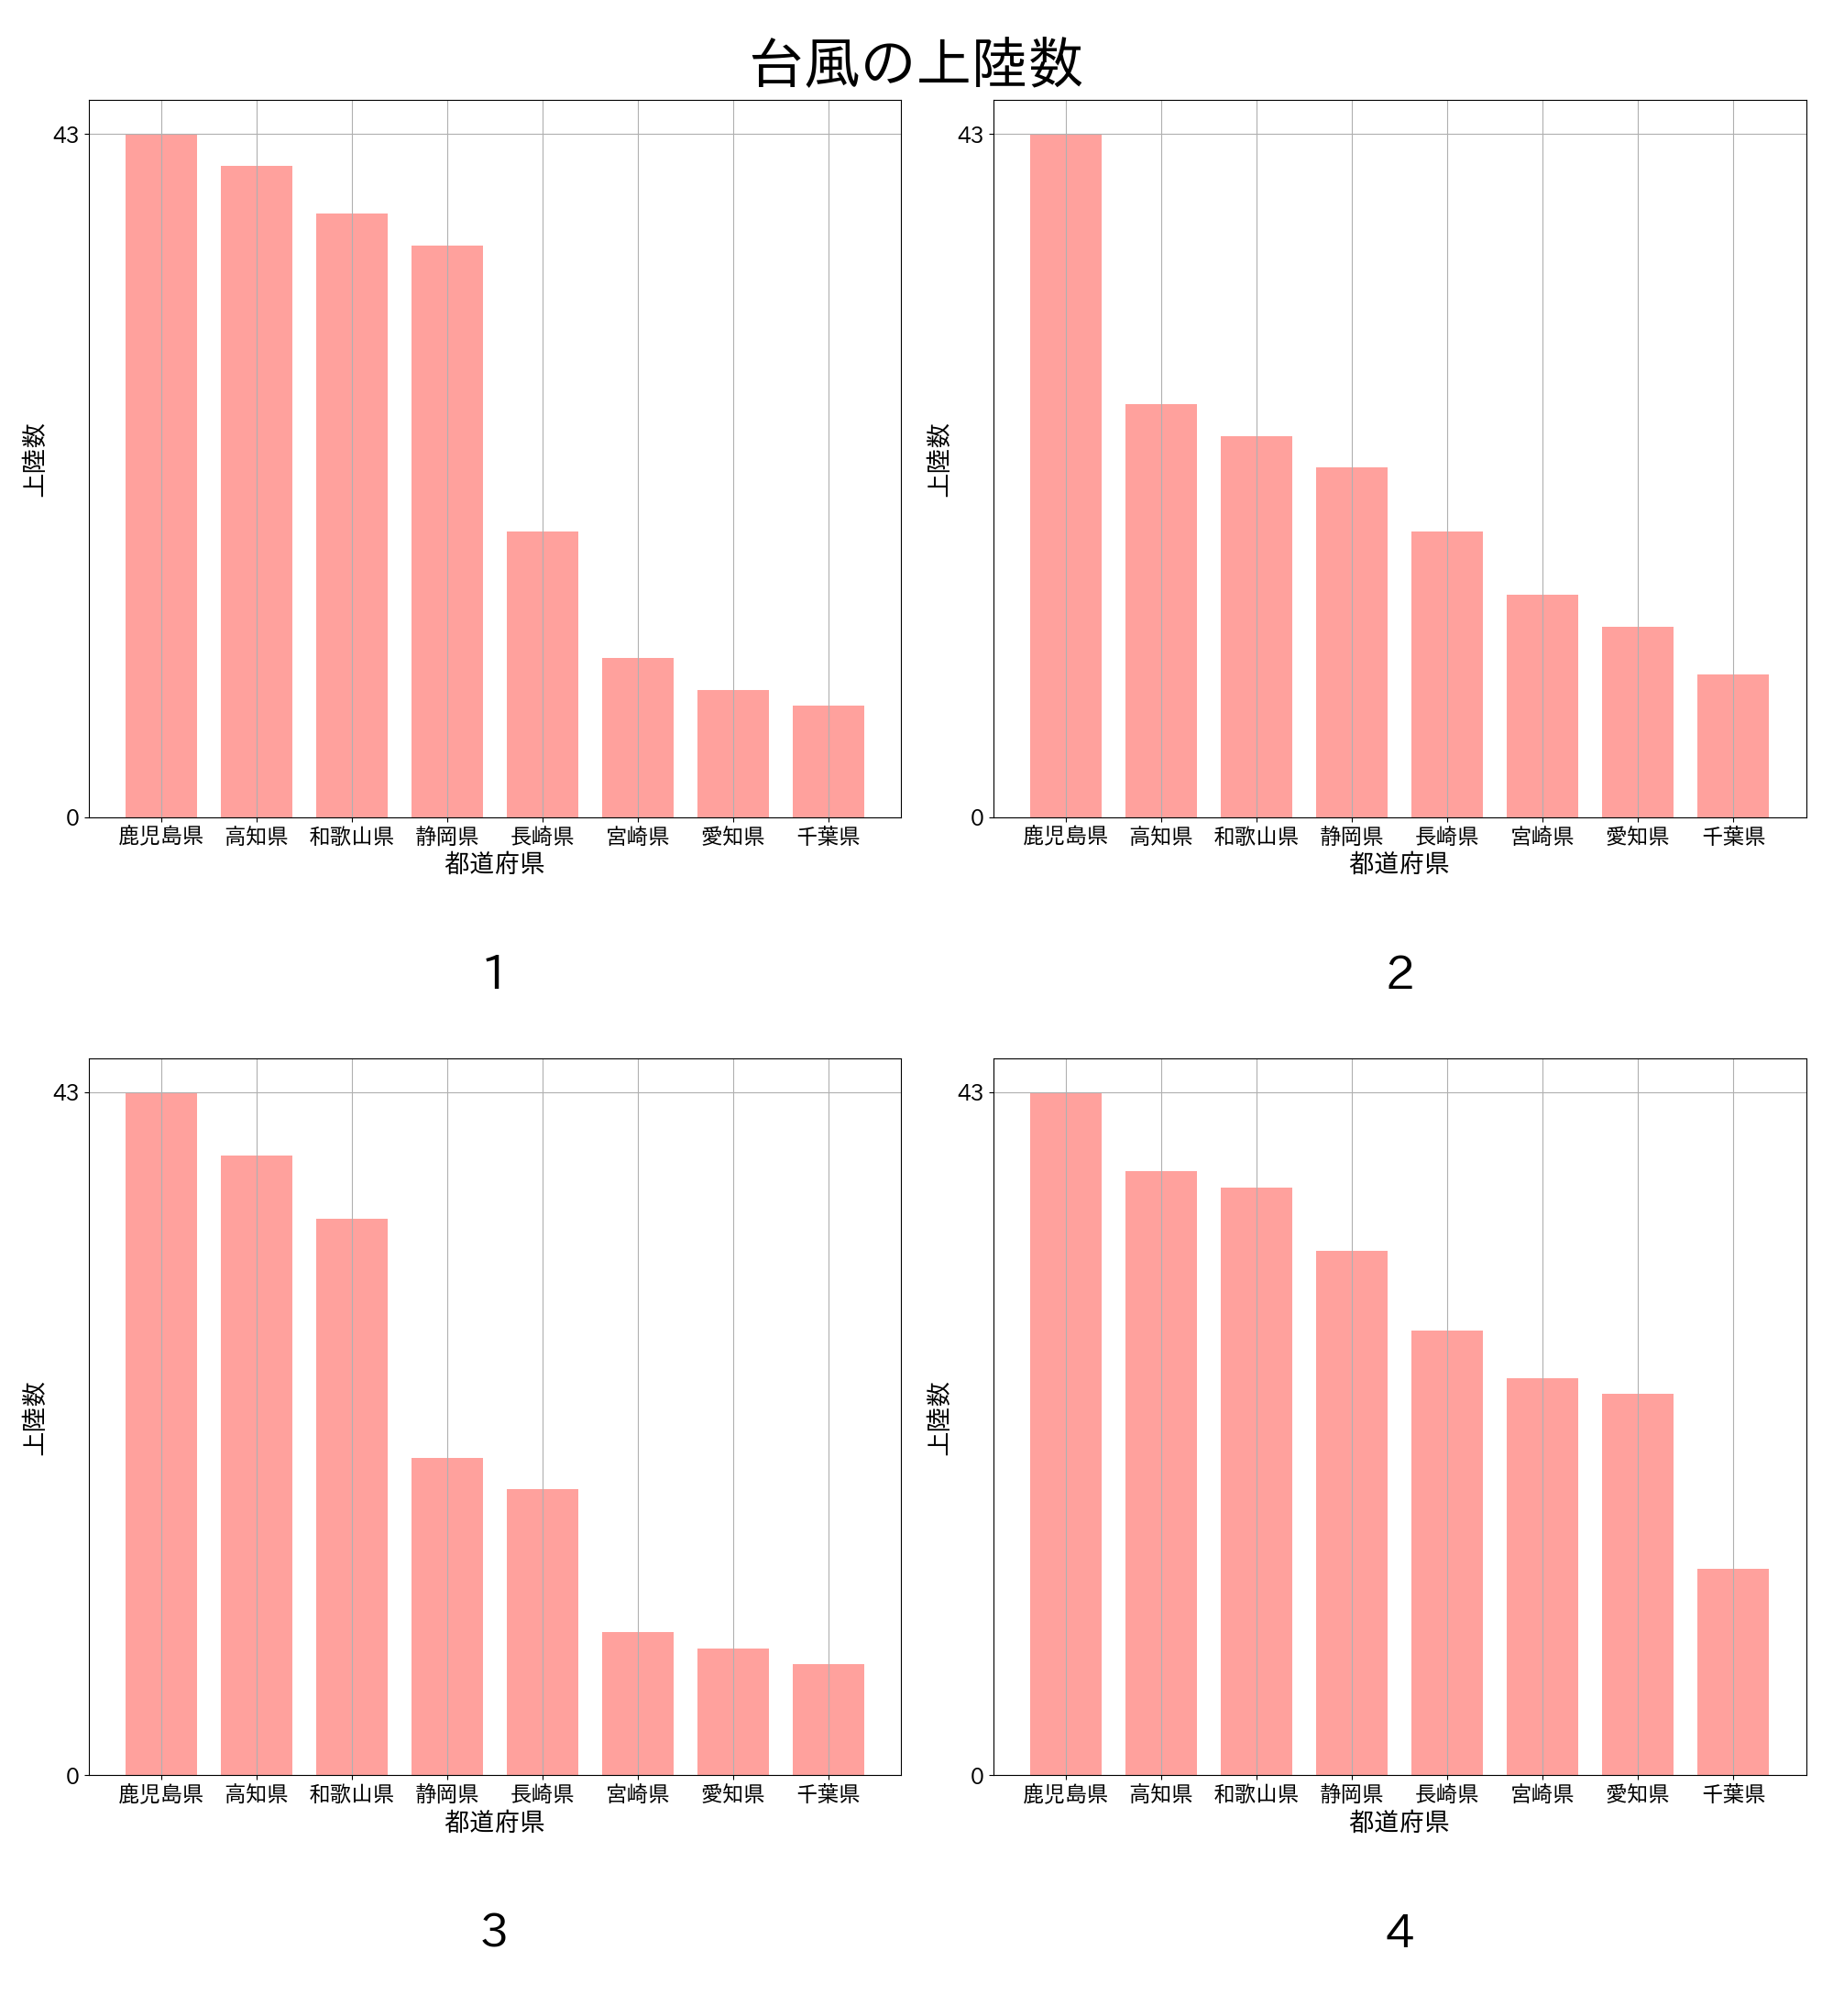 台風の上陸数
43
0
上陸数
鹿児島県 高知県 和歌山県 静岡県 長崎県 宮崎県 愛知県 千葉県
都道府県
1
43
0
上陸数
鹿児島県 高知県 和歌山県 静岡県 長崎県 宮崎県 愛知県 千葉県
都道府県
2
43
0
上陸数
鹿児島県 高知県 和歌山県 静岡県 長崎県 宮崎県 愛知県 千葉県
都道府県
3
43
0
上陸数
鹿児島県 高知県 和歌山県 静岡県 長崎県 宮崎県 愛知県 千葉県
都道府県
4